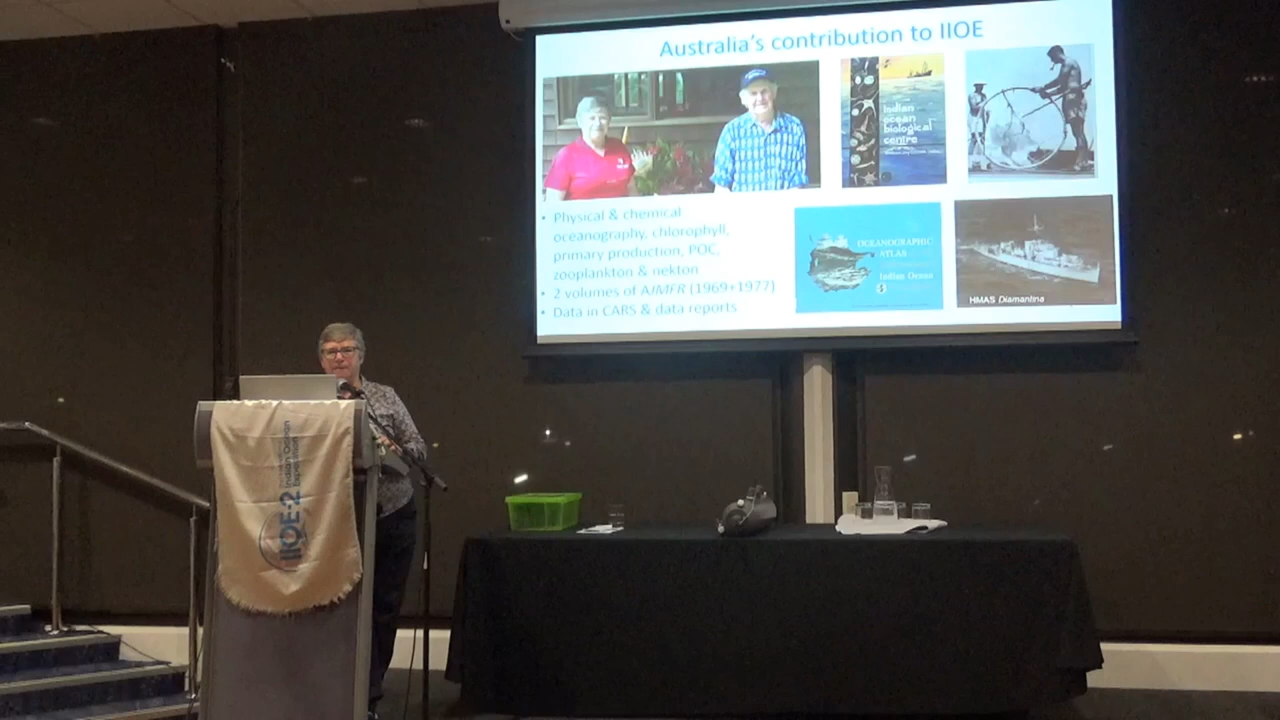 Australia's contribution to IIOE
Indian
ocean
biological
centre
• Physical & chemical
oceanography, chlorophyll,
primary production, POC,
zooplankton & nekton
• 2 volumes of AJMFR (1969+1977)
• Data in CARS & data reports
OCEANOGRAPHIC
ATLAS
Indian Ocean
HMAS Diamantina
IIOE-2
Indian Ocean
Expedition